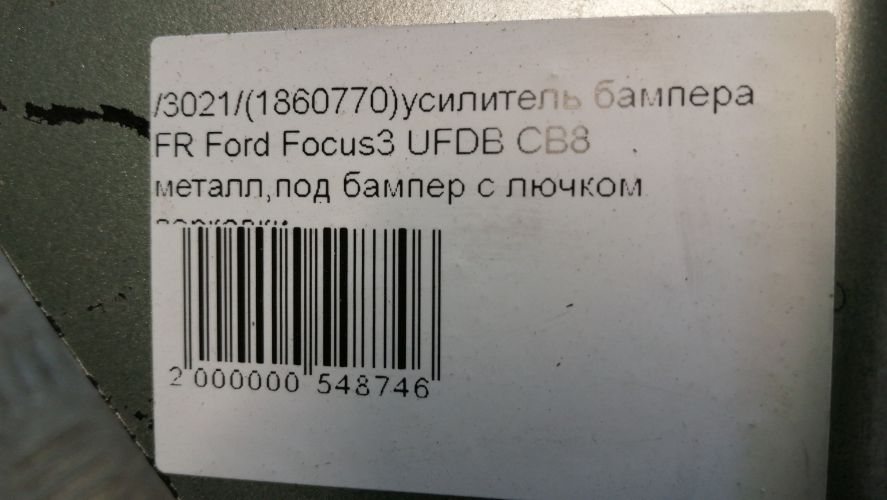 /3021/(1860770)усилитель бампера
FR Ford Focus3 UFDB CB8
металл,под бампер с лючком
2 000000 548746